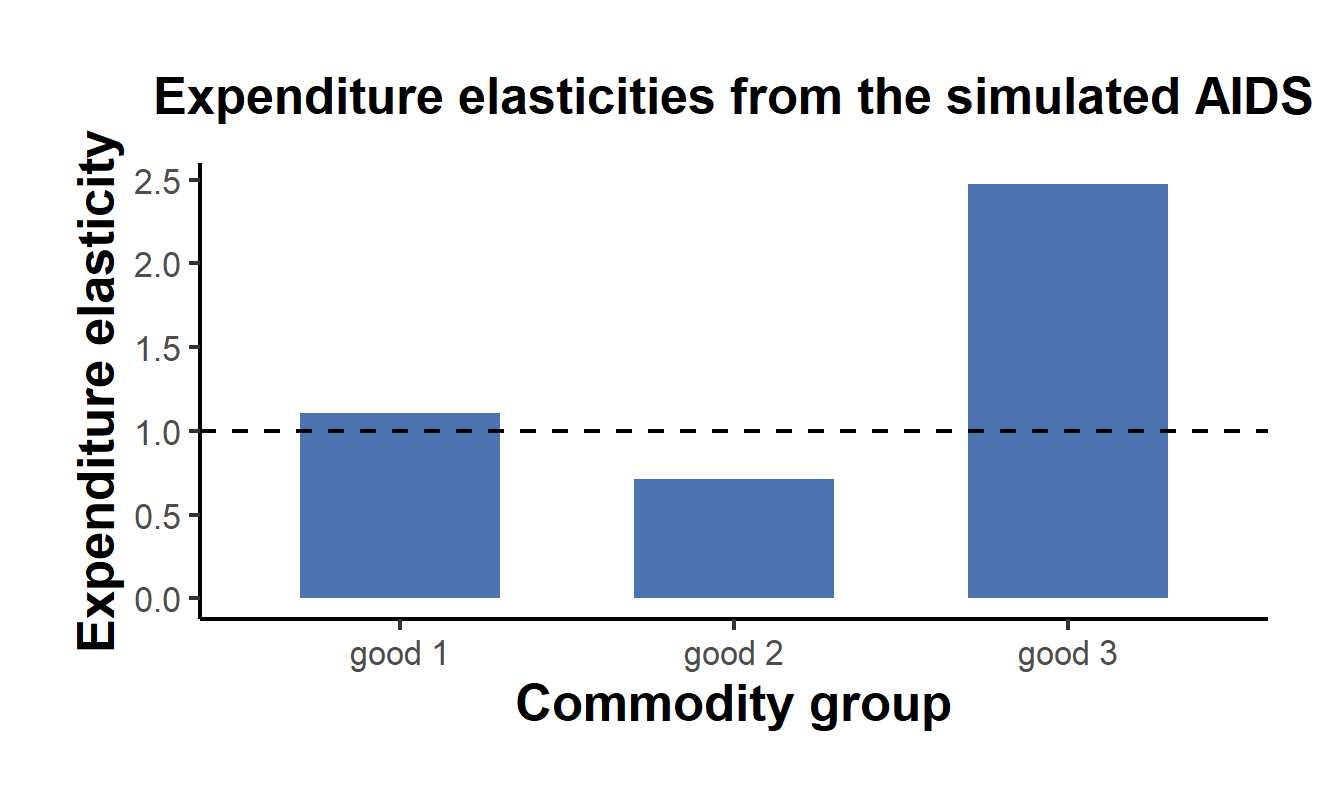 Expenditure elasticities from the simulated AIDS
Expenditure elasticity
2.5
2.0
1.5
1.0
0.5
0.0
good 1
good 2
good 3
Commodity group